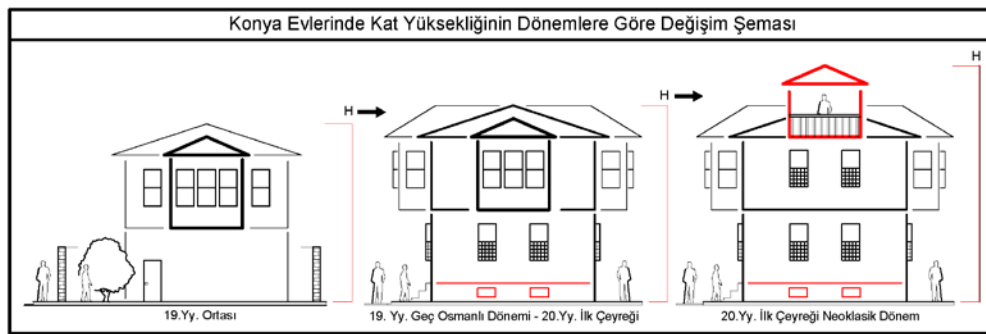 Konya Evlerinde Kat Yüksekliğinin Dönemlere Göre Değişim Şeması
H
H
H
19.Yy. Ortası
19. Yy. Geç Osmanlı Dönemi - 20.Yy. İlk Çeyreği
20.Yy. İlk Çeyreği Neoklasik Dönem